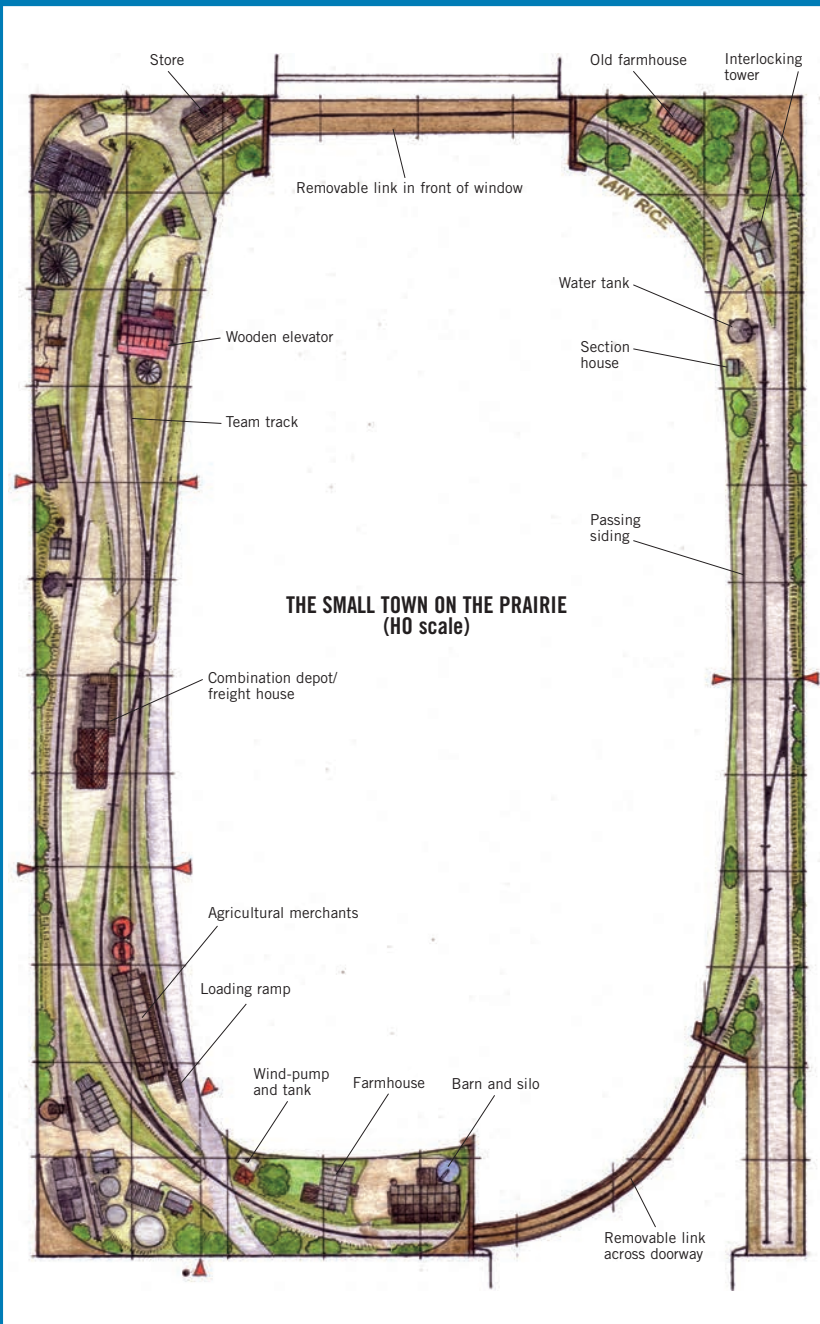 Store
Old farmhouse
Interlocking
tower
Removable link in front of window
IAIN RICE
Water tank
Wooden elevator
Section
house
Team track
Passing
siding
THE SMALL TOWN ON THE PRAIRIE
(HO scale)
Combination depot/
freight house
Agricultural merchants
Loading ramp
Wind-pump
and tank
Farmhouse
Barn and silo
Removable link
across doorway